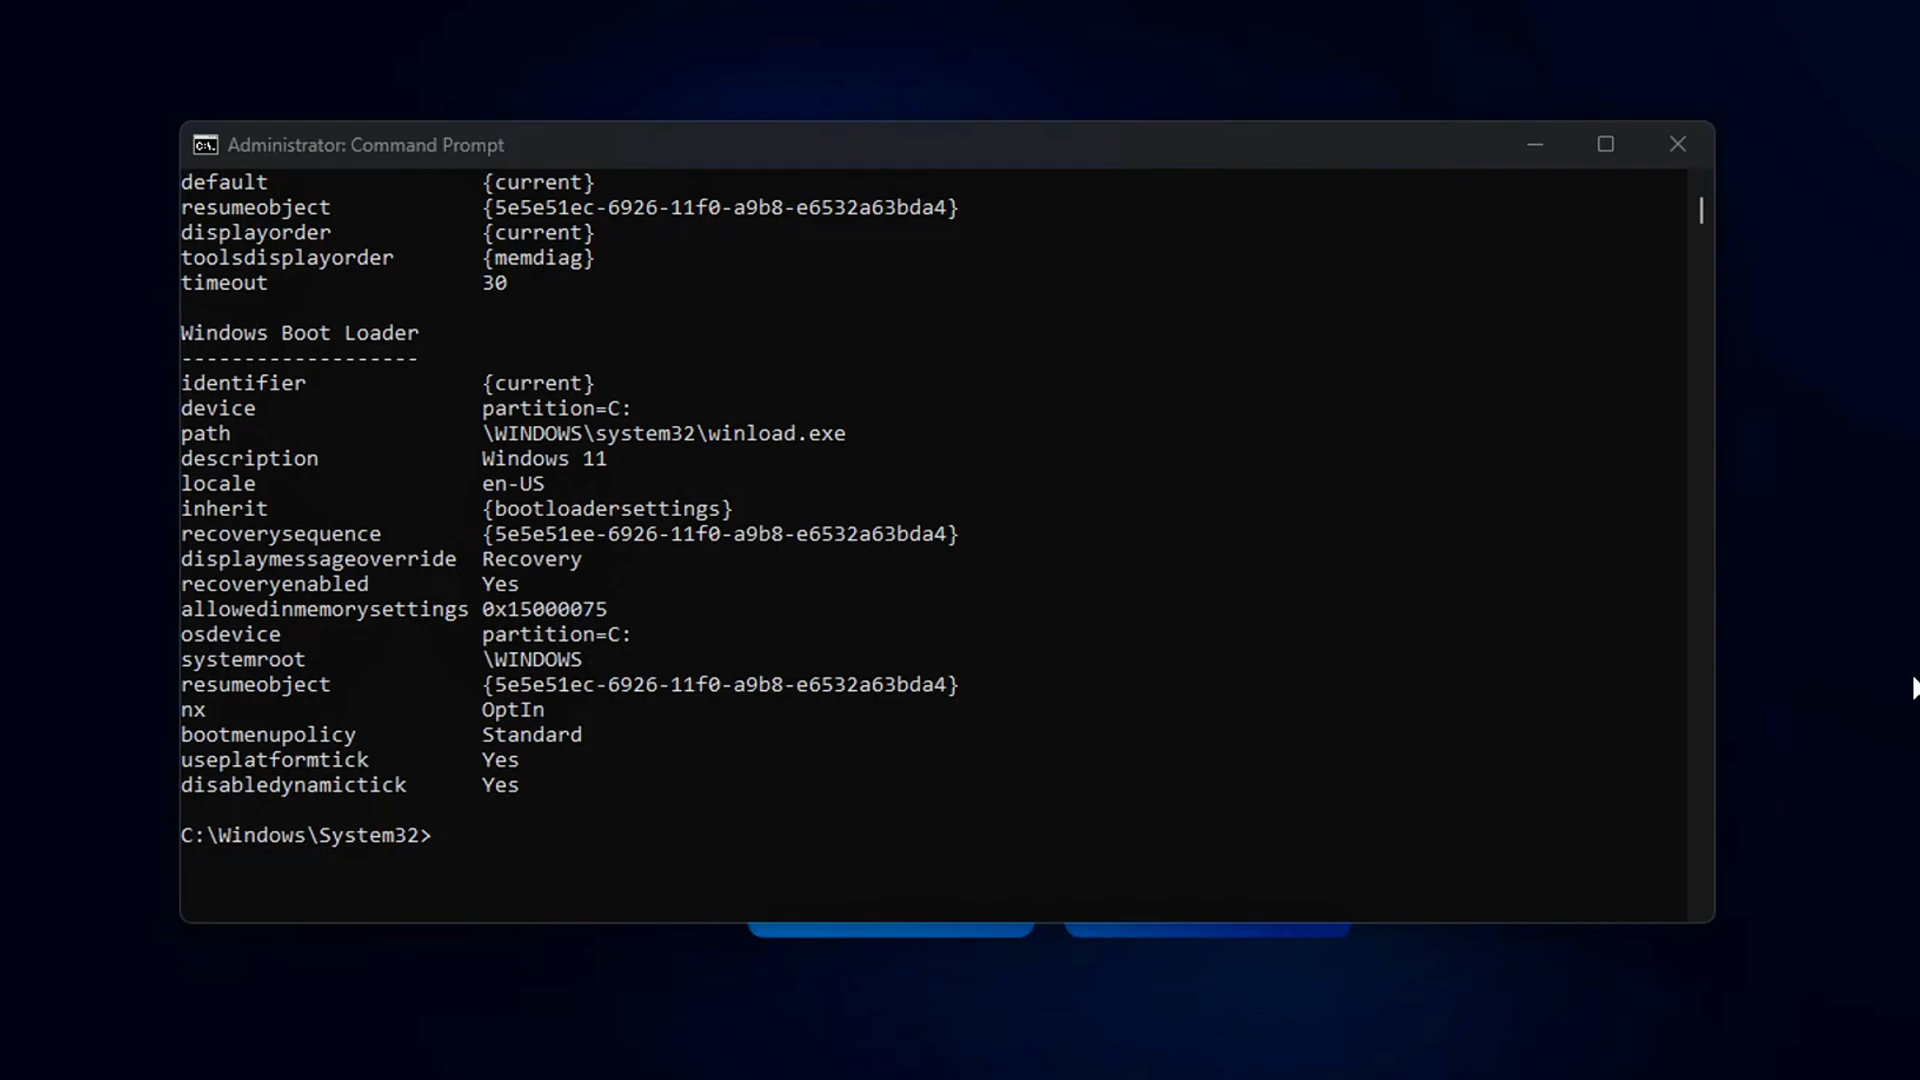 Administrator: Command Prompt
default {current}
resumeobject {5e5e51ec-6926-11f0-a9b8-e6532a63bda4}
displayorder {current}
toolsdisplayorder {memdiag}
timeout 30
Windows Boot Loader
-------------------
identifier {current}
device partition=C:
path \WINDOWS\system32\winload.exe
description Windows 11
locale en-US
inherit {bootloadersettings}
recoverysequence {5e5e51ee-6926-11f0-a9b8-e6532a63bda4}
displaymessageoverride Recovery
recoveryenabled Yes
allowedinmemorysettings 0x15000075
osdevice partition=C:
systemroot \WINDOWS
resumeobject {5e5e51ec-6926-11f0-a9b8-e6532a63bda4}
nx OptIn
bootmenupolicy Standard
useplatformtick Yes
disabledynamictick Yes
C:\Windows\System32>